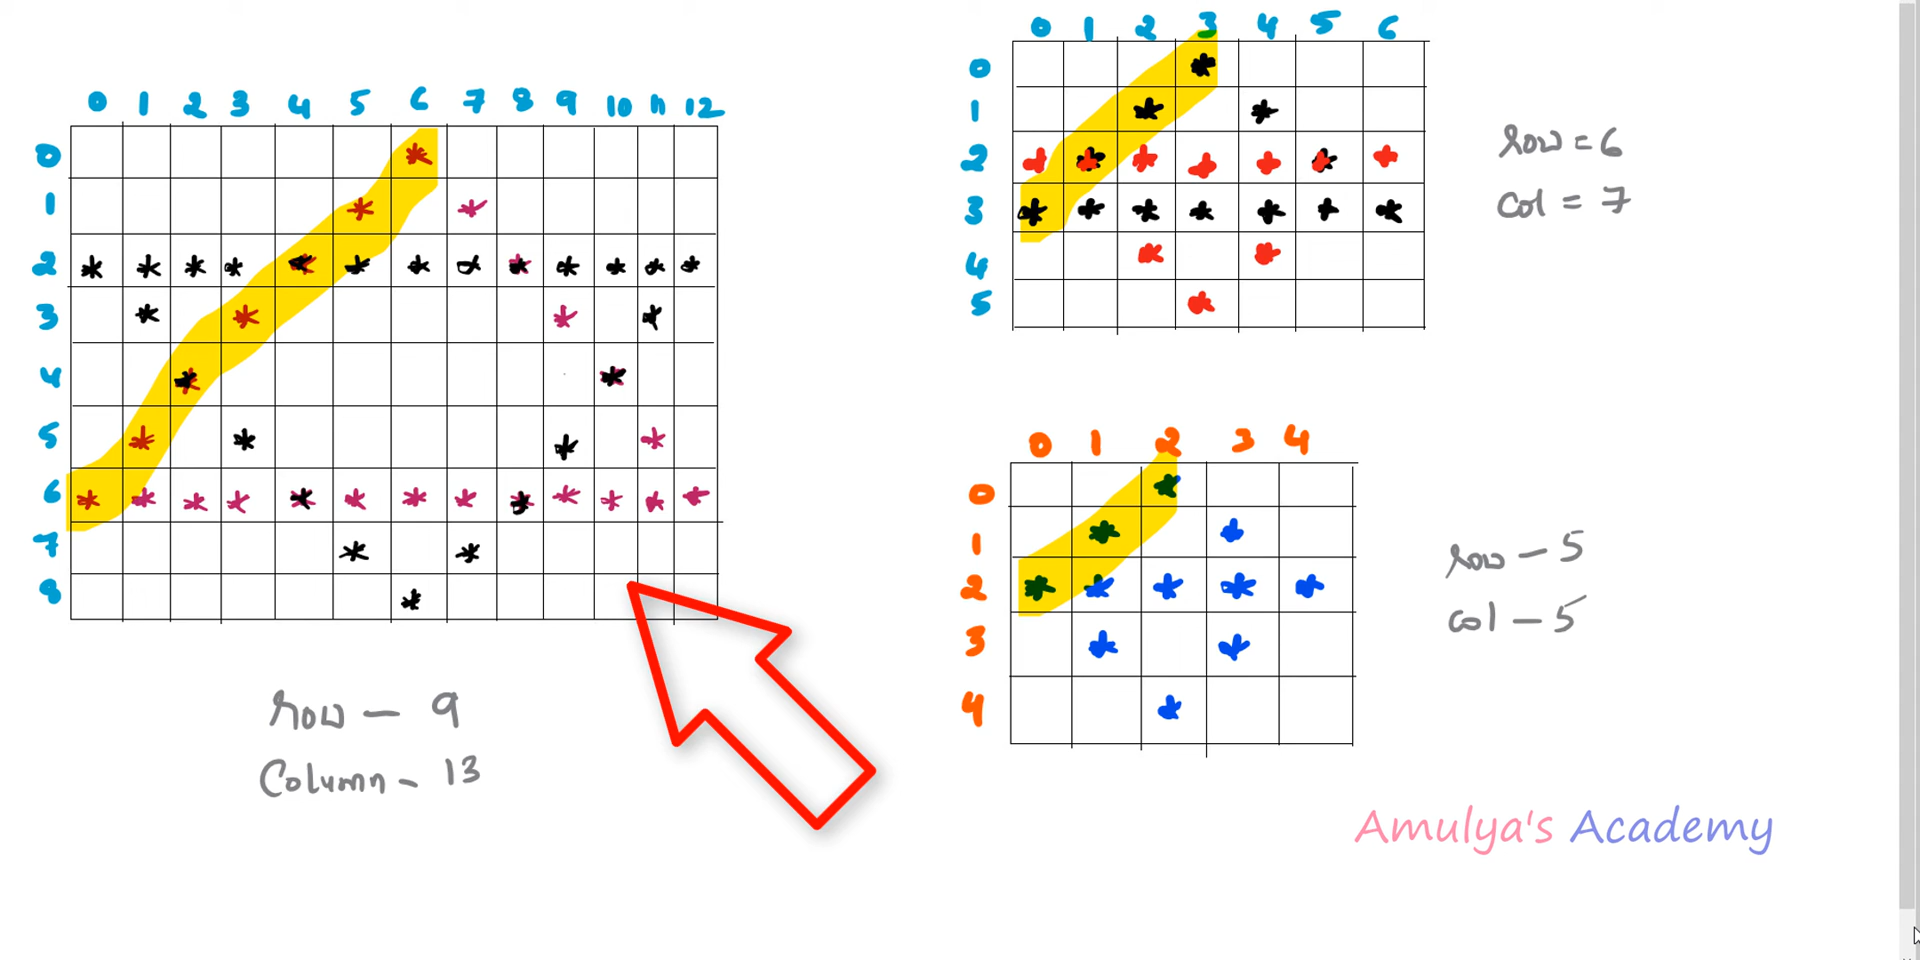 0 1 2 3 4 5 6 7 8 9 10 11 12
0 * 
1 * *
2 * * * * * * * * * * * * *
3 * * * *
4 * *
5 * * * *
6 * * * * * * * * * * * * *
7 * *
8 *
row - 9
Column - 13
0 1 2 3 4 5 6
0 *
1 * *
2 * * * * * * *
3 * * * * * * *
4 * *
5 *
row = 6
col = 7
0 1 2 3 4
0 *
1 * *
2 * * * * *
3 * *
4 *
row - 5
col - 5
Amulya's Academy